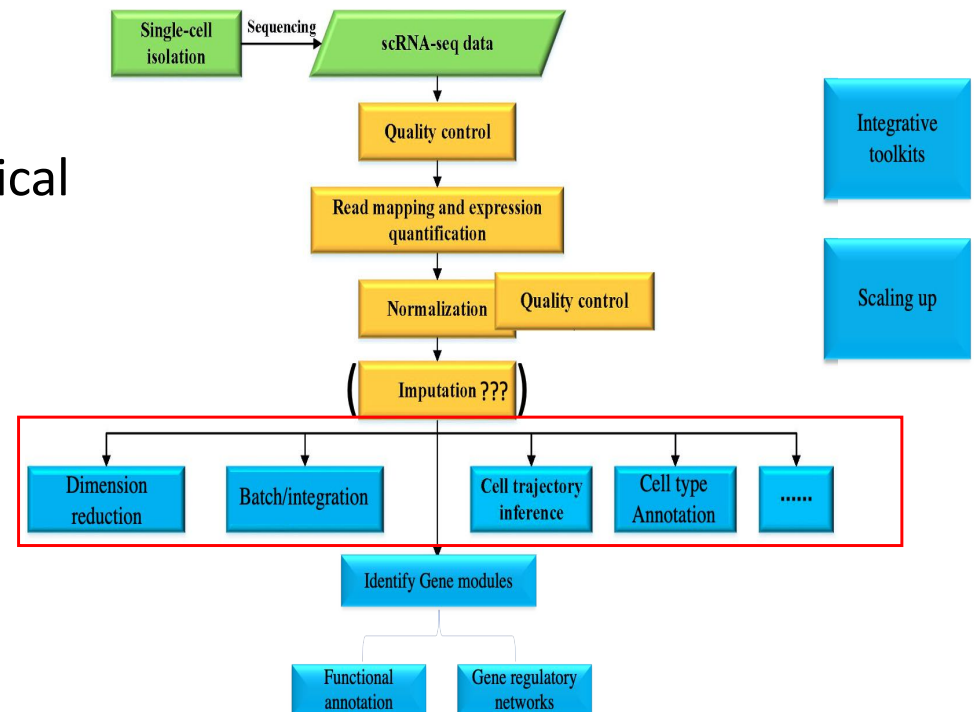 Single-cell
isolation
Sequencing
scRNA-seq data
Quality control
ical
Integrative
toolkits
Read mapping and expression
quantification
Normalization
Quality control
Scaling up
( Imputation ??? )
Dimension
reduction
Batch/integration
Cell trajectory
inference
Cell type
Annotation
......
Identify Gene modules
Functional
annotation
Gene regulatory
networks